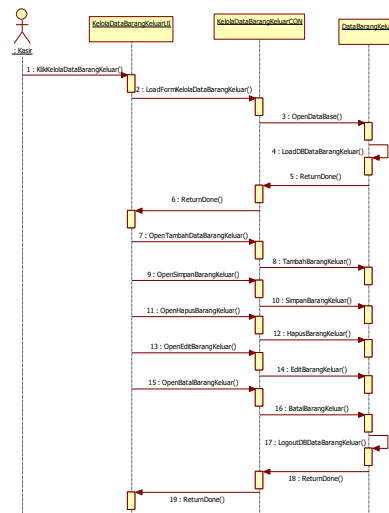 KelolaDataBarangKeluarUI
KelolaDataBarangKeluarCON
DataBarangKelu
: Kasir
1 : KlikKelolaDataBarangKeluar()
2 : LoadFormKelolaDataBarangKeluar()
3 : OpenDataBase()
4 : LoadDBDataBarangKeluar()
5 : ReturnDone()
6 : ReturnDone()
7 : OpenTambahDataBarangKeluar()
8 : TambahBarangKeluar()
9 : OpenSimpanBarangKeluar()
10 : SimpanBarangKeluar()
11 : OpenHapusBarangKeluar()
12 : HapusBarangKeluar()
13 : OpenEditBarangKeluar()
14 : EditBarangKeluar()
15 : OpenBatalBarangKeluar()
16 : BatalBarangKeluar()
17 : LogoutDBDataBarangKeluar()
18 : ReturnDone()
19 : ReturnDone()